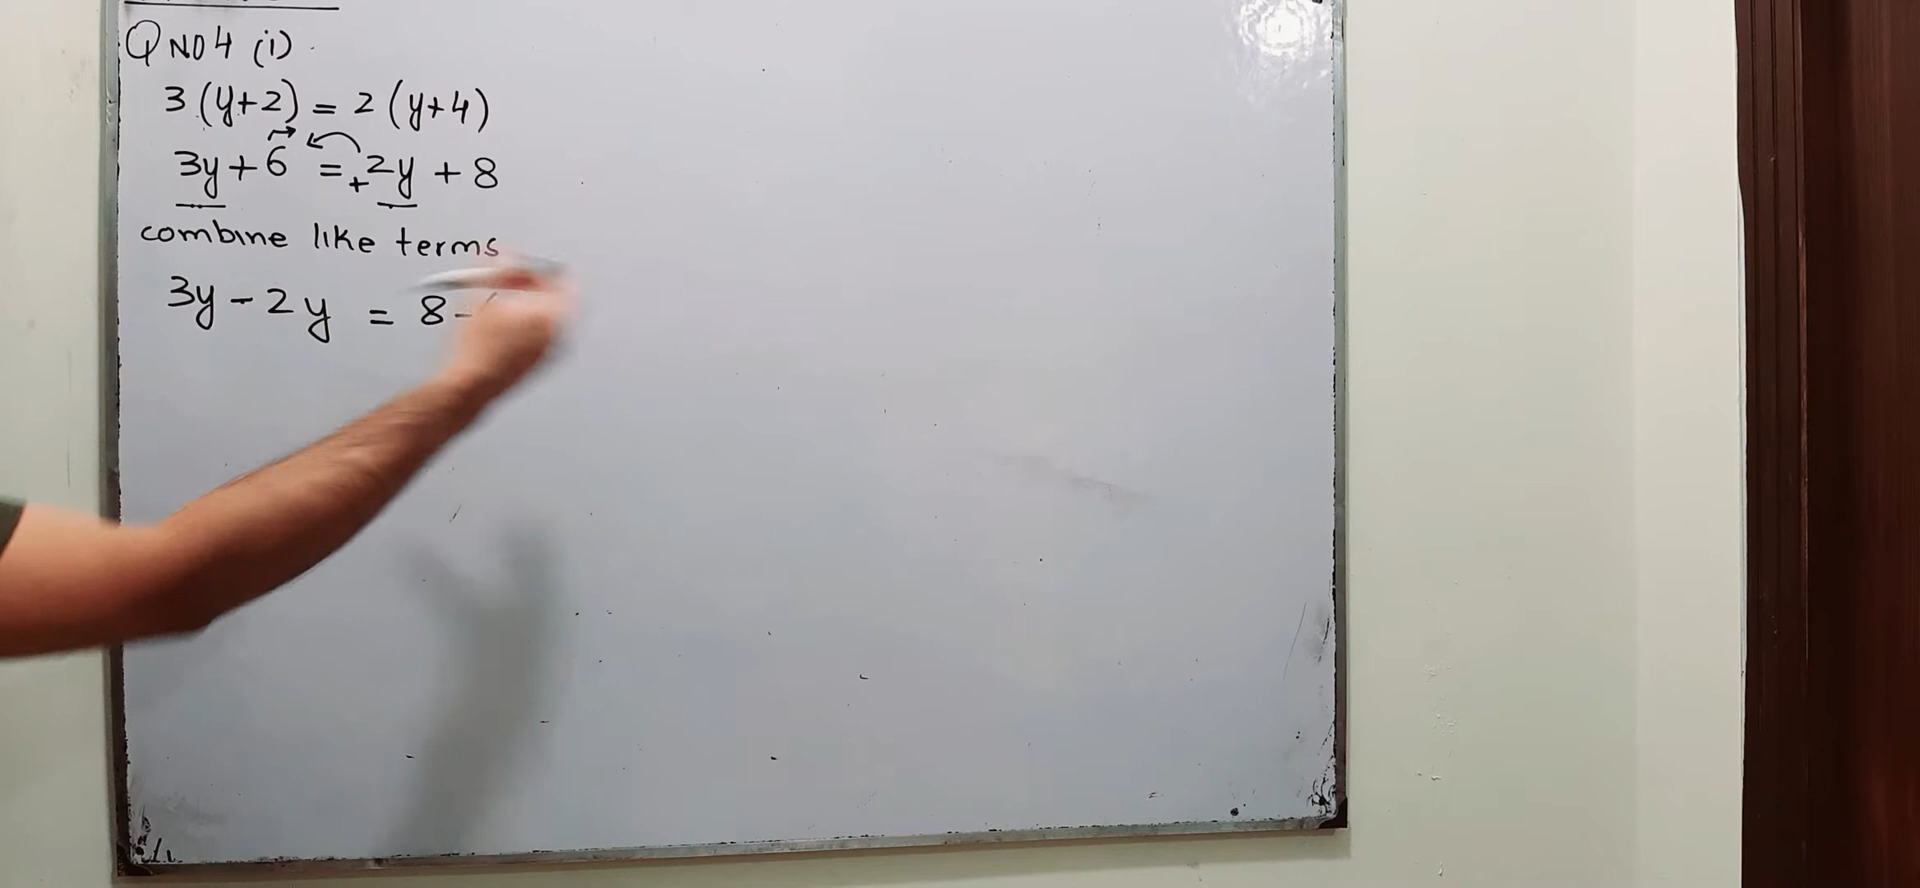 Q NO 4 (i)
3 (y+2) = 2 (y+4)
3y + 6 = +2y + 8
combine like terms
3y - 2y = 8 -